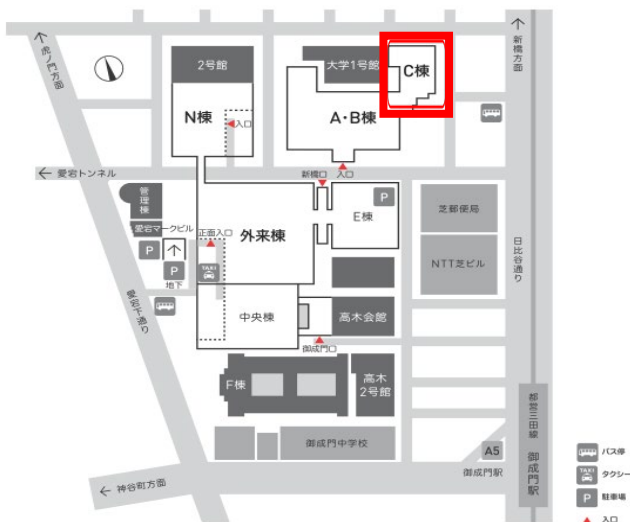 虎ノ門方面
2号館
大学1号館
C棟
新橋方面
N棟
入口
A・B棟
愛宕トンネル
新橋口
入口
管理棟
愛宕マークビル
P
P
地下
正面入口
TAXI
外来棟
E棟
P
芝郵便局
NTT芝ビル
日比谷通り
愛宕下通り
中央棟
高木会館
御成門口
F棟
高木
2号館
御成門中学校
都営三田線
御成門駅
A5
御成門駅
神谷町方面
バス停
TAXI
タクシー
P
駐車場
入口